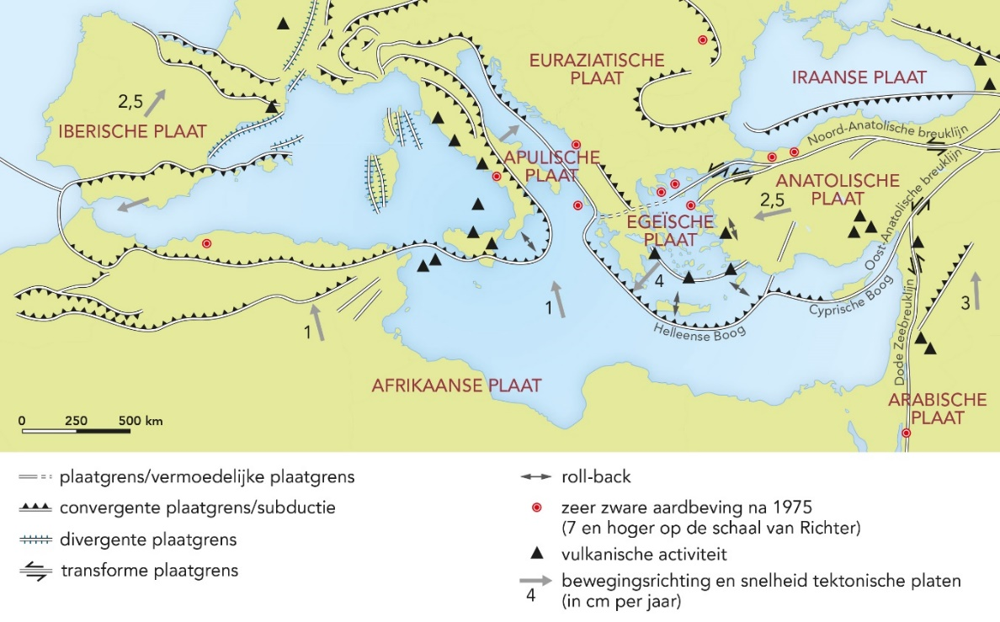 EURAZIATISCHE
PLAAT
IRAANSE PLAAT
2,5
IBERISCHE PLAAT
Noord-Anatolische breuklijn
APULISCHE
PLAAT
ANATOLISCHE
PLAAT
2,5
EGEÏSCHE
PLAAT
Oost-Anatolische breuklijn
4
Cyprische Boog
1
1
3
Helleense Boog
Dode Zeebreuklijn
AFRIKAANSE PLAAT
ARABISCHE
PLAAT
0 250 500 km
plaatgrens/vermoedelijke plaatgrens
convergente plaatgrens/subductie
divergente plaatgrens
transforme plaatgrens
roll-back
zeer zware aardbeving na 1975
(7 en hoger op de schaal van Richter)
vulkanische activiteit
4
bewegingsrichting en snelheid tektonische platen
(in cm per jaar)